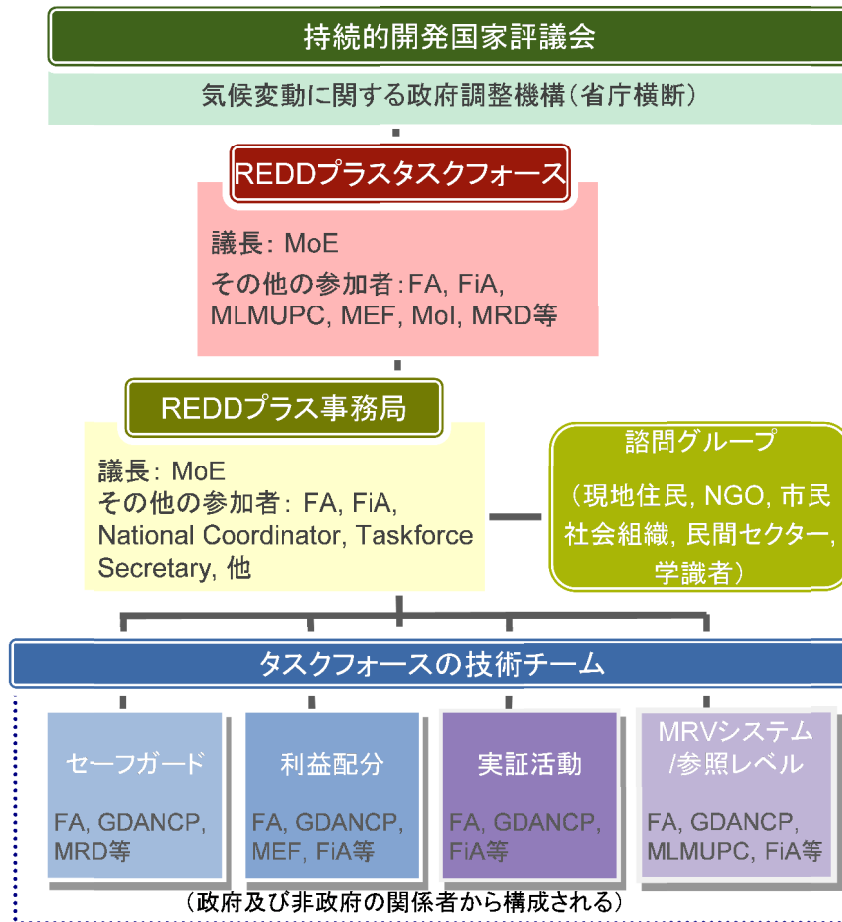 持続的開発国家評議会
気候変動に関する政府調整機構（省庁横断）
REDDプラスタスクフォース
議長： MoE
その他の参加者：FA, FiA,
MLMUPC, MEF, MoI, MRD等
REDDプラス事務局
議長： MoE
その他の参加者： FA, FiA,
National Coordinator, Taskforce
Secretary, 他
諮問グループ
（現地住民, NGO, 市民
社会組織, 民間セクター,
学識者）
タスクフォースの技術チーム
セーフガード
FA, GDANCP,
MRD等
利益配分
FA, GDANCP,
MEF, FiA等
実証活動
FA, GDANCP,
FiA等
MRVシステム
/参照レベル
FA, GDANCP,
MLMUPC, FiA等
（政府及び非政府の関係者から構成される）